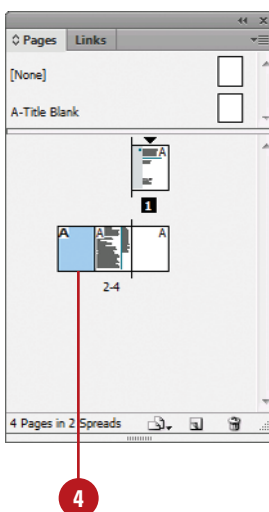 Pages Links
[None]
A-Title Blank
A
1
A A A
2-4
4 Pages in 2 Spreads
4